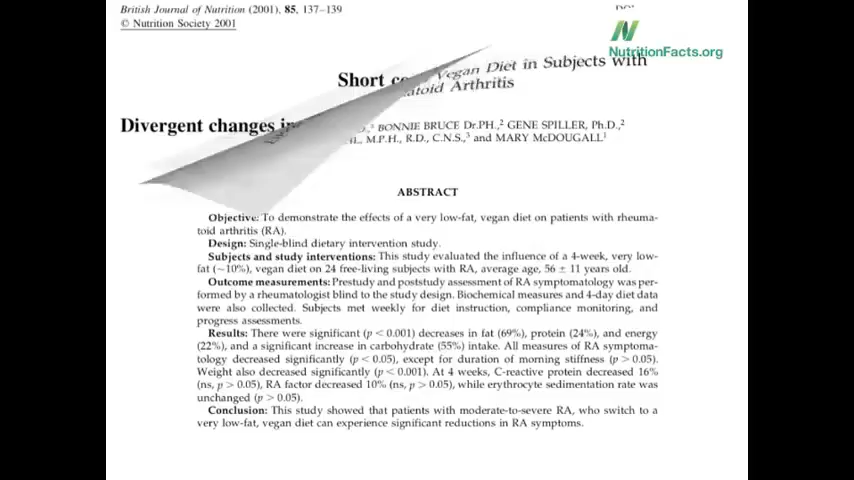 British Journal of Nutrition (2001), 85, 137–139
© Nutrition Society 2001
NutritionFacts.org
Short
Vegan Diet in Subjects with
Arthritis
Divergent changes
BONNIE BRUCE Dr.PH.,² GENE SPILLER, Ph.D.,²
M.P.H., R.D., C.N.S.,³ and MARY McDOUGALL¹
ABSTRACT
Objective: To demonstrate the effects of a very low-fat, vegan diet on patients with rheuma-
toid arthritis (RA).
Design: Single-blind dietary intervention study.
Subjects and study interventions: This study evaluated the influence of a 4-week, very low-
fat (~10%), vegan diet on 24 free-living subjects with RA, average age, 56 ± 11 years old.
Outcome measurements: Prestudy and poststudy assessment of RA symptomatology was per-
formed by a rheumatologist blind to the study design. Biochemical measures and 4-day diet data
were also collected. Subjects met weekly for diet instruction, compliance monitoring, and
progress assessments.
Results: There were significant (p < 0.001) decreases in fat (69%), protein (24%), and energy
(22%), and a significant increase in carbohydrate (55%) intake. All measures of RA symptoma-
tology decreased significantly (p < 0.05), except for duration of morning stiffness (p > 0.05).
Weight also decreased significantly (p < 0.001). At 4 weeks, C-reactive protein decreased 16%
(ns, p > 0.05), RA factor decreased 10% (ns, p > 0.05), while erythrocyte sedimentation rate was
unchanged (p > 0.05).
Conclusion: This study showed that patients with moderate-to-severe RA, who switch to a
very low-fat, vegan diet can experience significant reductions in RA symptoms.